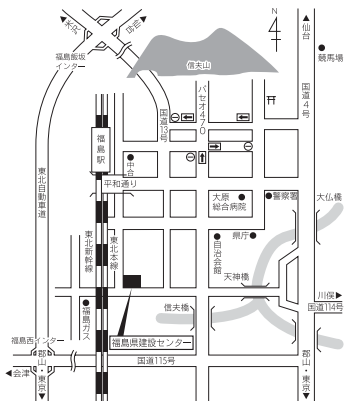 N
米沢
仙台
▲仙台
競馬場
福島飯坂
インター
信夫山
国道13号
パセオ470
国道4号
福島駅
中合
平和通り
大原
総合病院
警察署
大仏橋
東北自動車道
東北新幹線
東北本線
自治会館
県庁
天神橋
川俣
国道114号
福島ガス
信夫橋
福島県建設センター
福島西インター
国道115号
◀会津
郡山・東京▼
郡山・東京▼